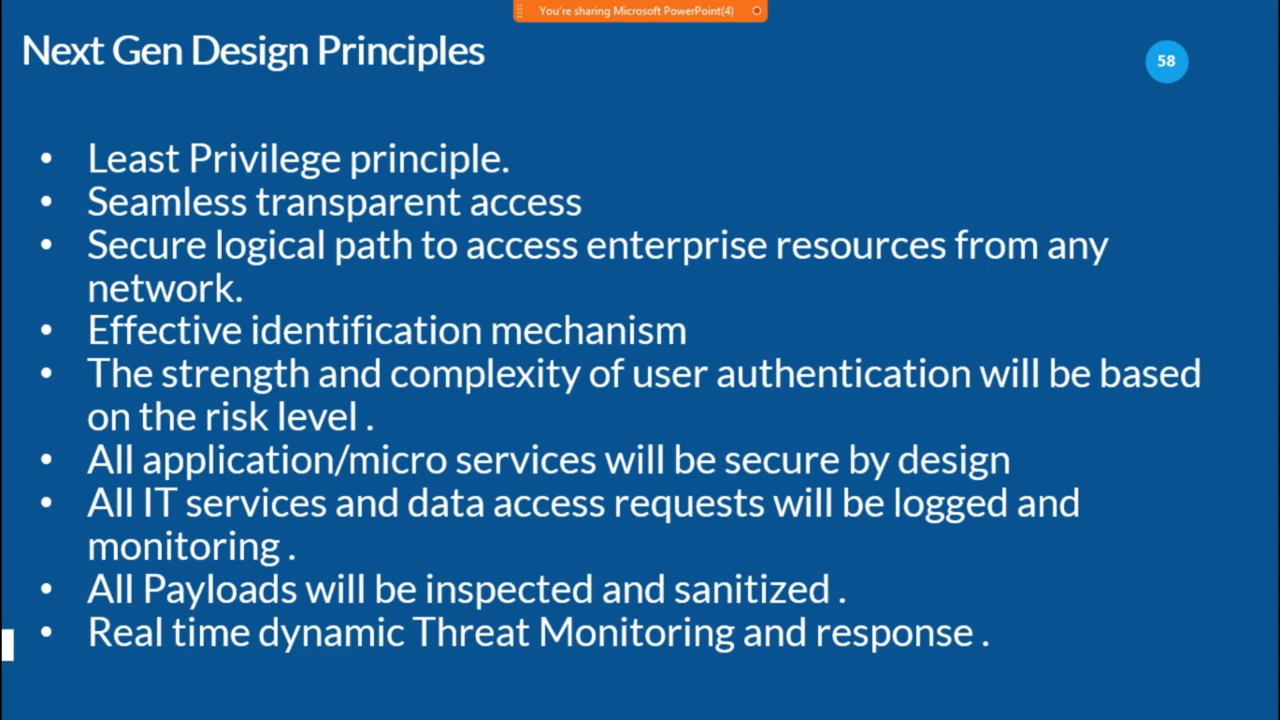 You're sharing Microsoft PowerPoint(4)
Next Gen Design Principles
58
• Least Privilege principle.
• Seamless transparent access
• Secure logical path to access enterprise resources from any
network.
• Effective identification mechanism
• The strength and complexity of user authentication will be based
on the risk level .
• All application/micro services will be secure by design
• All IT services and data access requests will be logged and
monitoring .
• All Payloads will be inspected and sanitized .
• Real time dynamic Threat Monitoring and response .